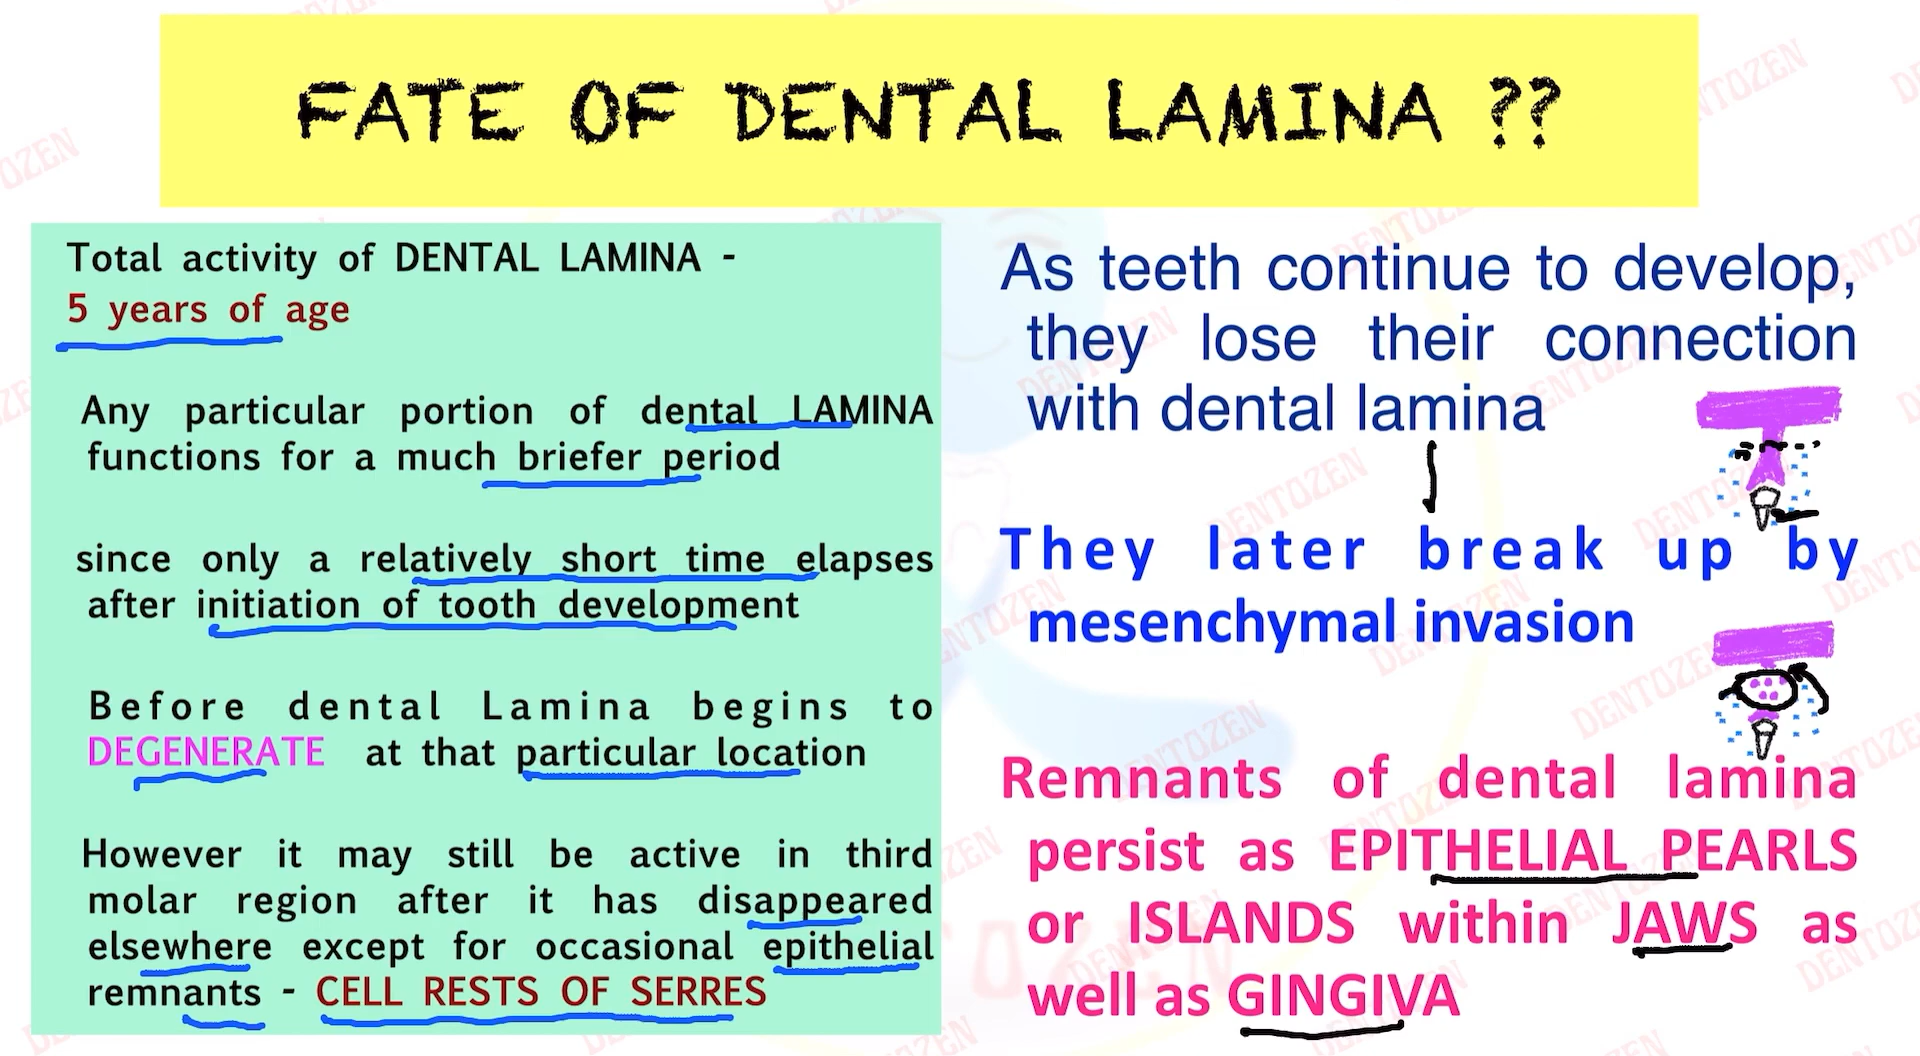 FATE OF DENTAL LAMINA ??
Total activity of DENTAL LAMINA -
5 years of age
Any particular portion of dental LAMINA
functions for a much briefer period
since only a relatively short time elapses
after initiation of tooth development
Before dental Lamina begins to
DEGENERATE at that particular location
However it may still be active in third
molar region after it has disappeared
elsewhere except for occasional epithelial
remnants - CELL RESTS OF SERRES
As teeth continue to develop,
they lose their connection
with dental lamina
They later break up by
mesenchymal invasion
Remnants of dental lamina
persist as EPITHELIAL PEARLS
or ISLANDS within JAWS as
well as GINGIVA
DENTOZEN